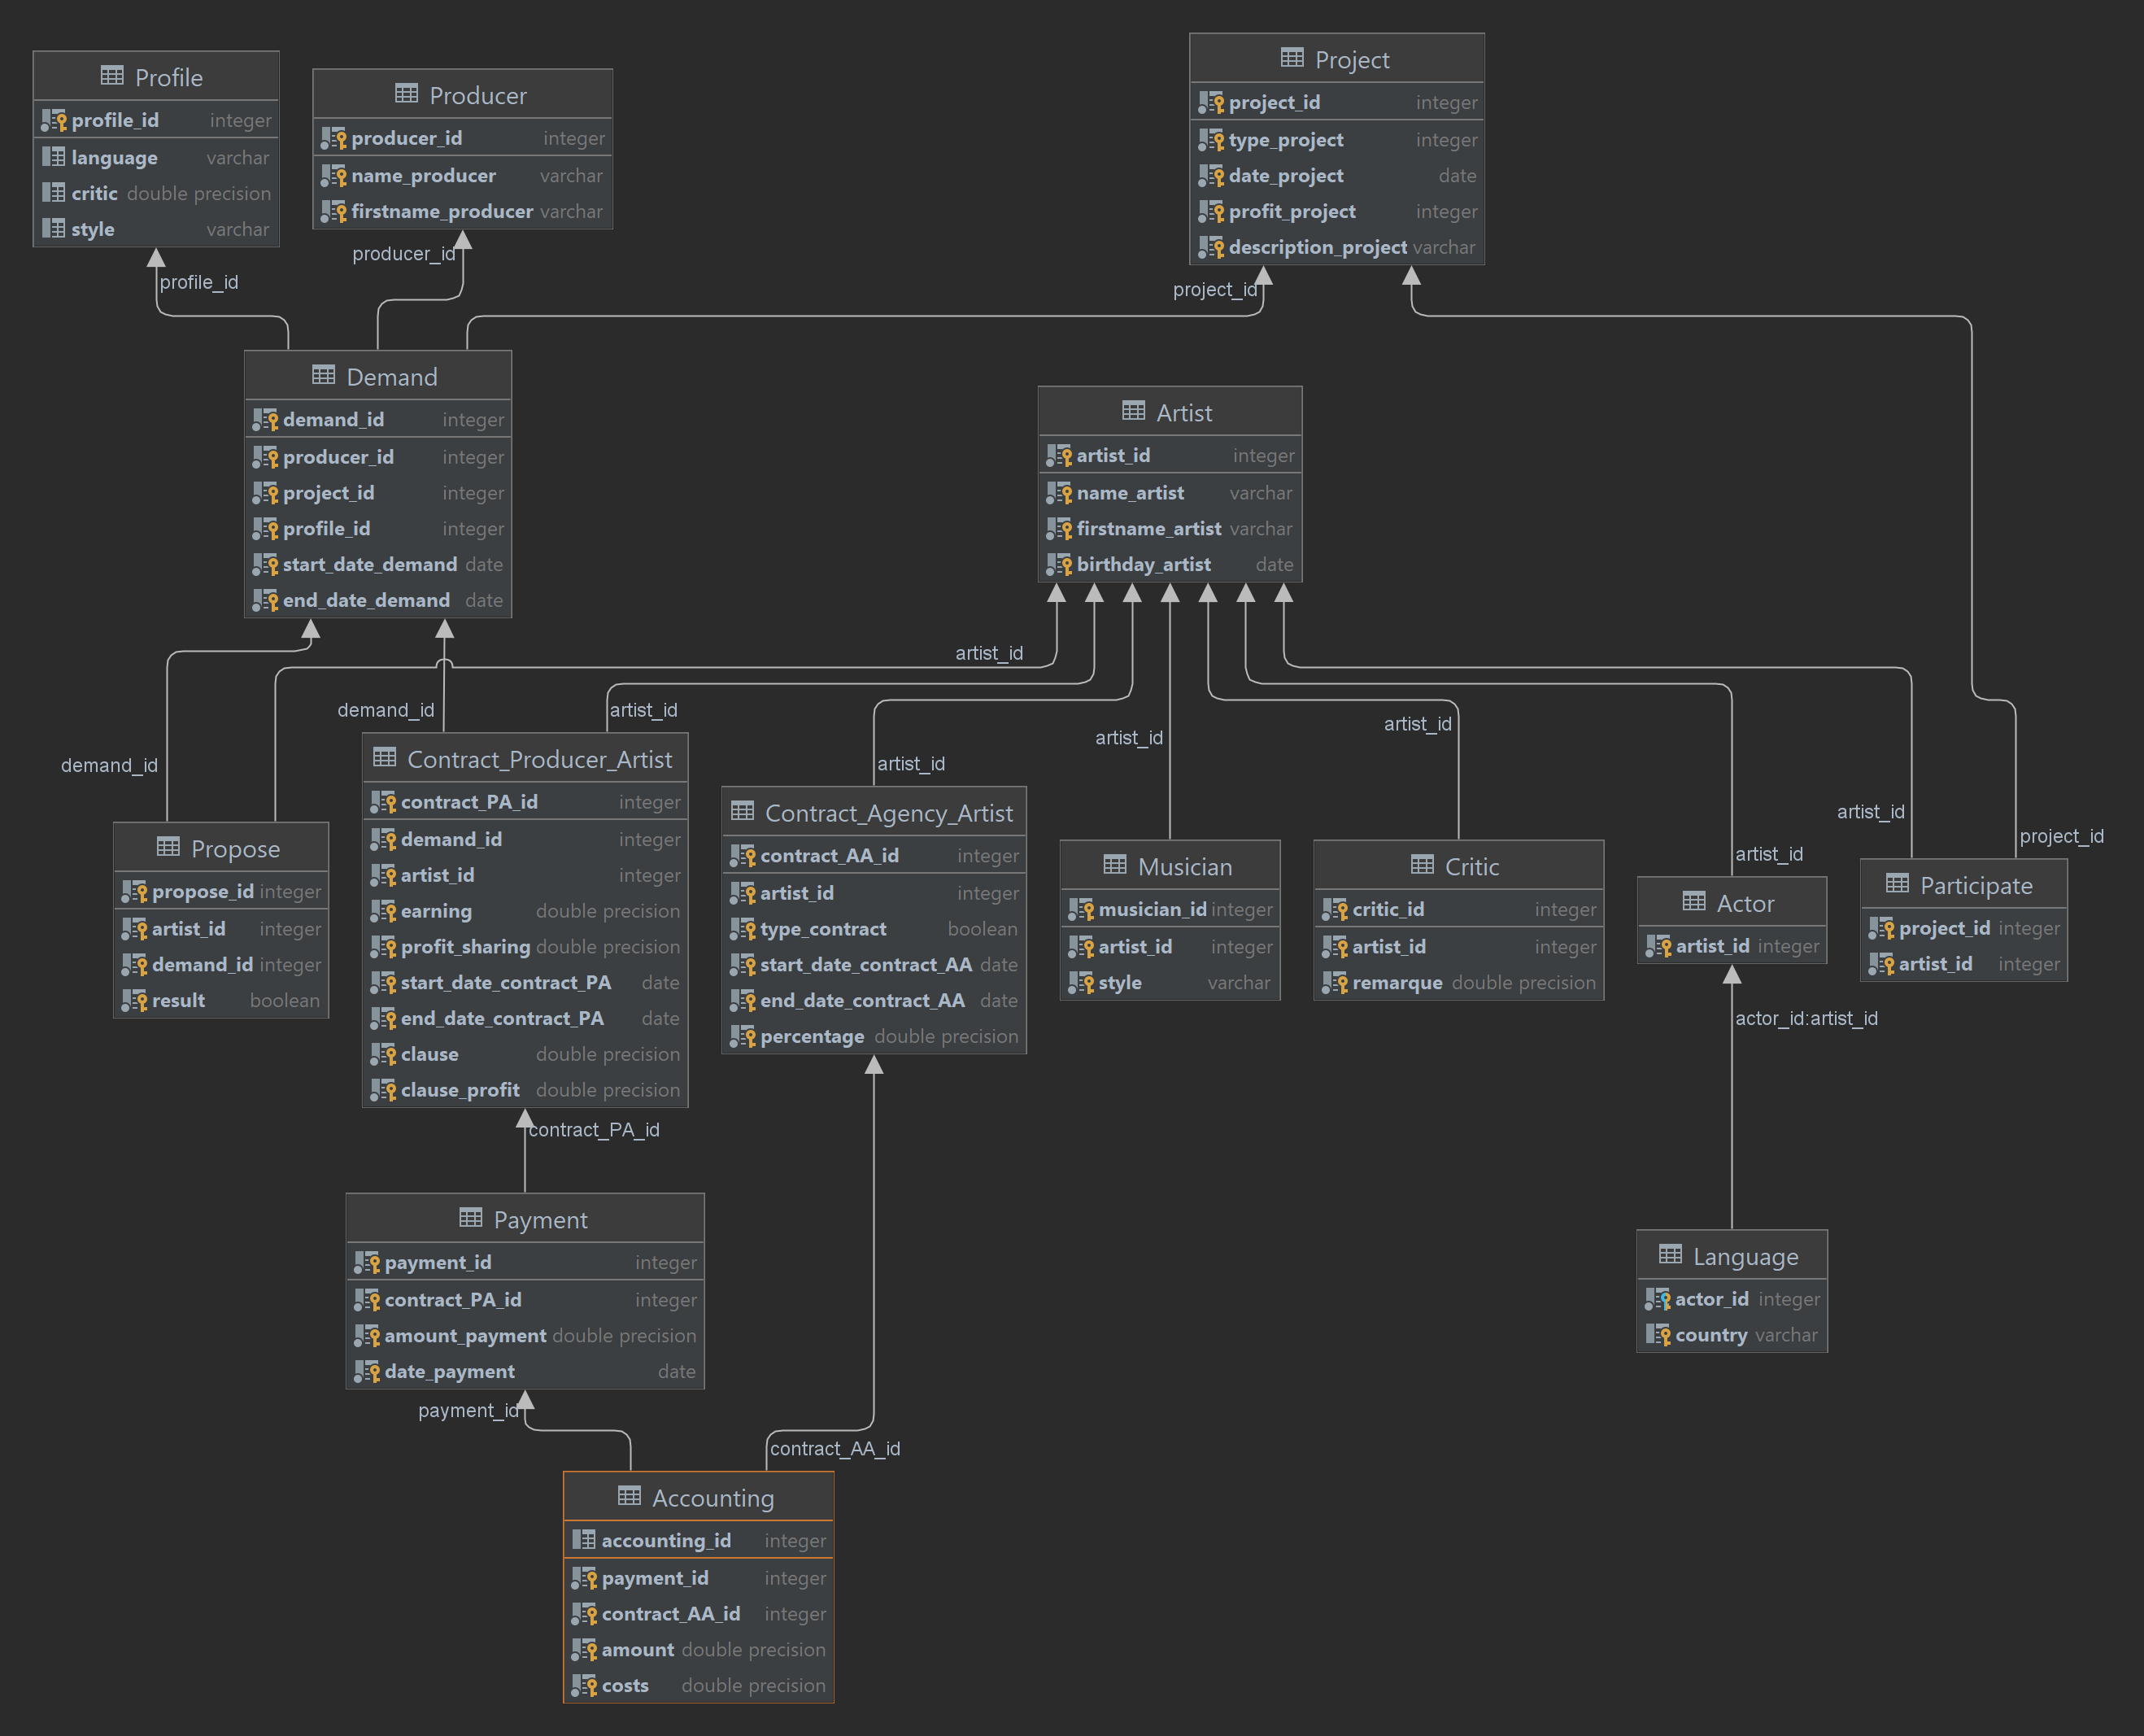 Profile
profile_id integer
language varchar
critic double precision
style varchar
Producer
producer_id integer
name_producer varchar
firstname_producer varchar
Project
project_id integer
type_project integer
date_project date
profit_project integer
description_project varchar
profile_id
producer_id
project_id
Demand
demand_id integer
producer_id integer
project_id integer
profile_id integer
start_date_demand date
end_date_demand date
Artist
artist_id integer
name_artist varchar
firstname_artist varchar
birthday_artist date
artist_id
demand_id
artist_id
demand_id
artist_id
artist_id
artist_id
artist_id
artist_id
project_id
Propose
propose_id integer
artist_id integer
demand_id integer
result boolean
Contract_Producer_Artist
contract_PA_id integer
demand_id integer
artist_id integer
earning double precision
profit_sharing double precision
start_date_contract_PA date
end_date_contract_PA date
clause double precision
clause_profit double precision
Contract_Agency_Artist
contract_AA_id integer
artist_id integer
type_contract boolean
start_date_contract_AA date
end_date_contract_AA date
percentage double precision
Musician
musician_id integer
artist_id integer
style varchar
Critic
critic_id integer
artist_id integer
remarque double precision
Actor
artist_id integer
Participate
project_id integer
artist_id integer
actor_id:artist_id
contract_PA_id
Payment
payment_id integer
contract_PA_id integer
amount_payment double precision
date_payment date
Language
actor_id integer
country varchar
payment_id
contract_AA_id
Accounting
accounting_id integer
payment_id integer
contract_AA_id integer
amount double precision
costs double precision